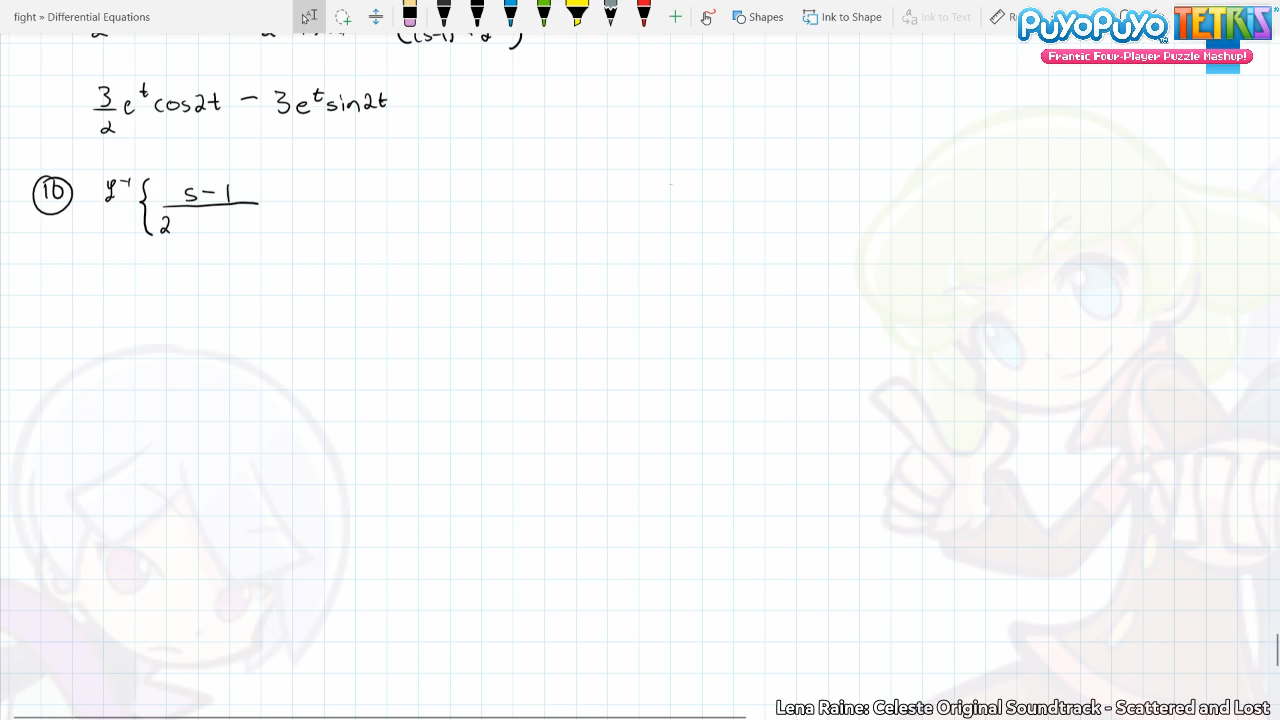 fight » Differential Equations
Shapes
Ink to Shape
Ink to Text
PuyoPuyo TETRIS
Frantic Four-Player Puzzle Mashup!
3/2 e^t cos2t - 3e^t sin2t
10 ℒ^-1 { s-1
2
Lena Raine: Celeste Original Soundtrack - Scattered and Lost